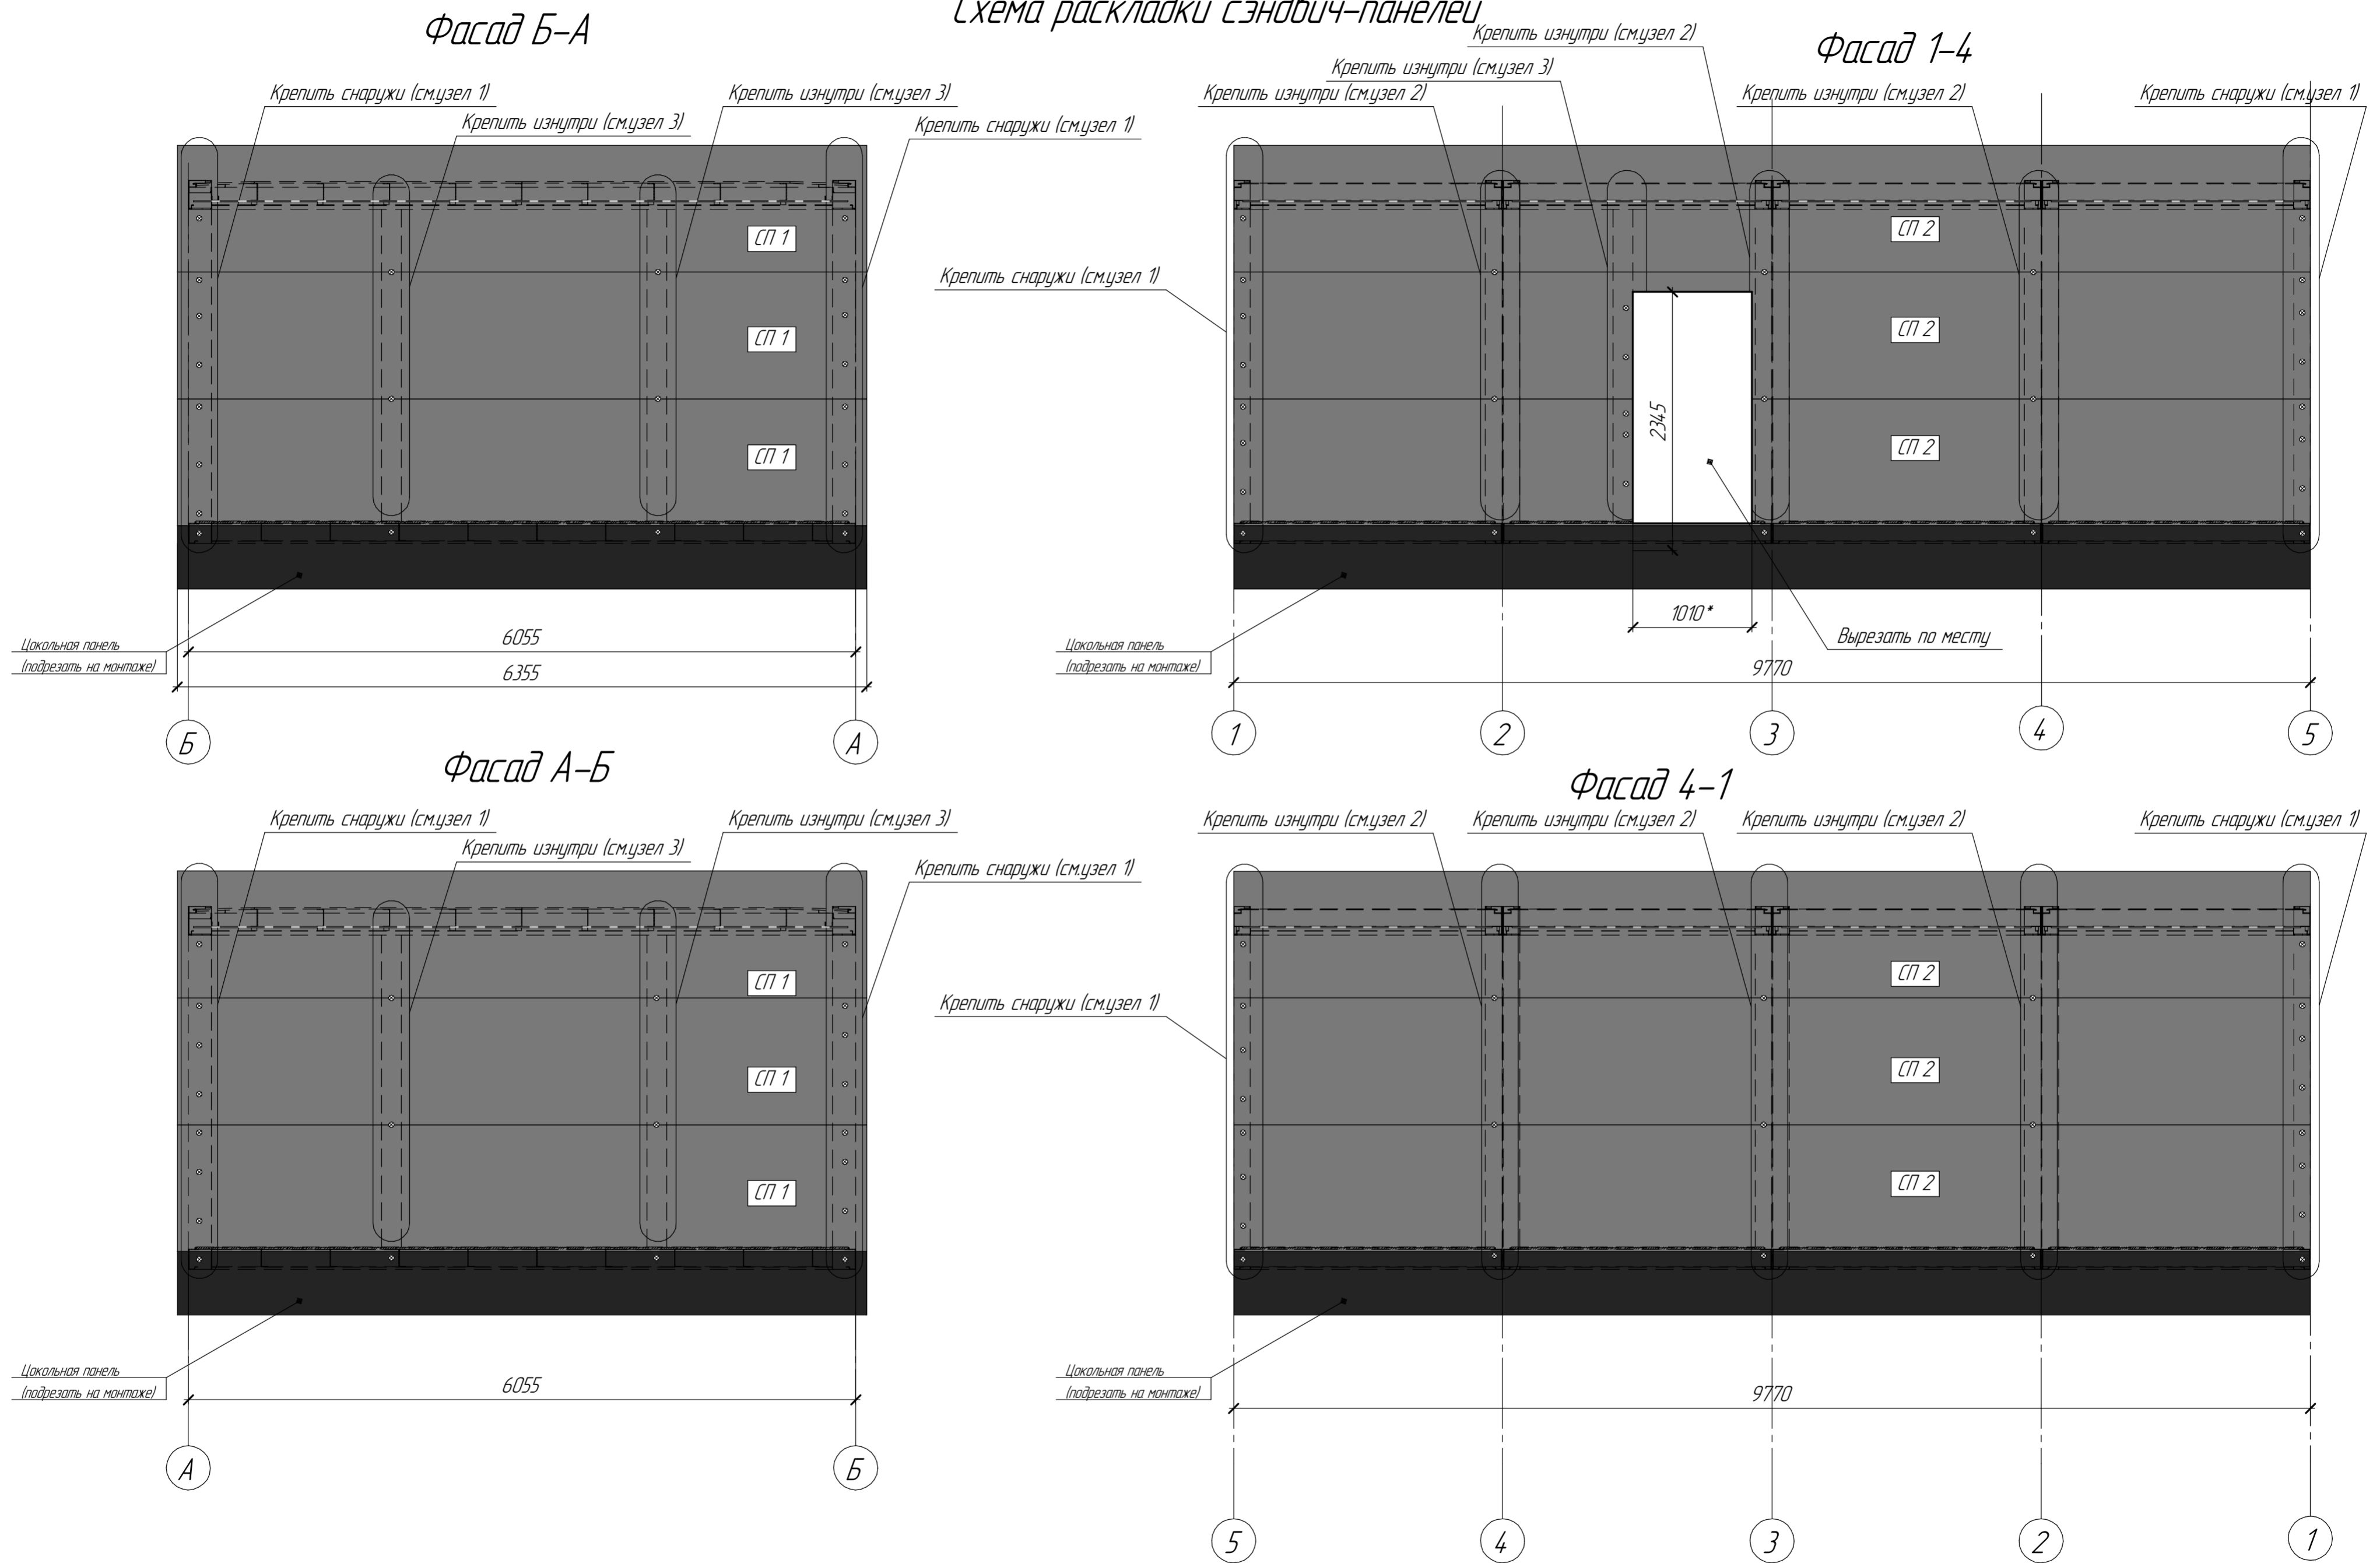 Схема раскладки сэндвич-панелей
Фасад Б-А
Крепить снаружи (см.узел 1)
Крепить изнутри (см.узел 3)
Крепить изнутри (см.узел 3)
Крепить снаружи (см.узел 1)
СП 1
СП 1
СП 1
Цокольная панель
(подрезать на монтаже)
6055
6355
Б
А
Фасад 1-4
Крепить изнутри (см.узел 2)
Крепить изнутри (см.узел 3)
Крепить изнутри (см.узел 2)
Крепить изнутри (см.узел 2)
Крепить снаружи (см.узел 1)
Крепить снаружи (см.узел 1)
СП 2
СП 2
СП 2
2345
1010*
Вырезать по месту
Цокольная панель
(подрезать на монтаже)
9770
1
2
3
4
5
Фасад А-Б
Крепить снаружи (см.узел 1)
Крепить изнутри (см.узел 3)
Крепить изнутри (см.узел 3)
Крепить снаружи (см.узел 1)
СП 1
СП 1
СП 1
Цокольная панель
(подрезать на монтаже)
6055
А
Б
Фасад 4-1
Крепить изнутри (см.узел 2)
Крепить изнутри (см.узел 2)
Крепить изнутри (см.узел 2)
Крепить снаружи (см.узел 1)
Крепить снаружи (см.узел 1)
СП 2
СП 2
СП 2
Цокольная панель
(подрезать на монтаже)
9770
5
4
3
2
1